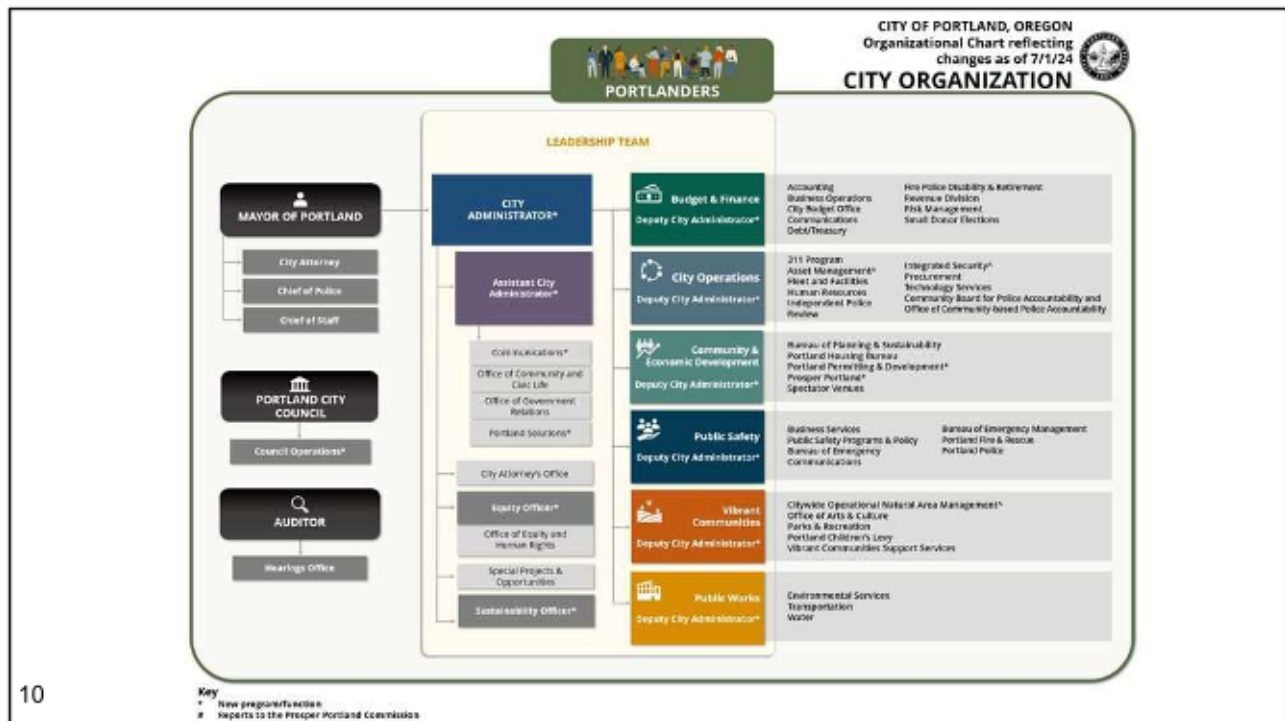 CITY OF PORTLAND, OREGON
Organizational Chart reflecting
changes as of 7/1/24
CITY ORGANIZATION
PORTLANDERS
LEADERSHIP TEAM
MAYOR OF PORTLAND
City Attorney
Chief of Police
Chief of Staff
PORTLAND CITY
COUNCIL
Council Operations*
AUDITOR
Hearings Office
CITY
ADMINISTRATOR*
Assistant City
Administrator*
Communications*
Office of Community and
Civic Life
Office of Government
Relations
Portland Solutions*
City Attorney's Office
Equity Officer*
Office of Equity and
Human Rights
Special Projects &
Opportunities
Sustainability Officer*
Budget & Finance
Deputy City Administrator*
Accounting
Business Operations
City Budget Office
Communications
Debt/Treasury
Fire Police Disability & Retirement
Revenue Division
Risk Management
Small Donor Elections
City Operations
Deputy City Administrator*
311 Program
Asset Management*
Fleet and Facilities
Human Resources
Independent Police
Review
Integrated Security*
Procurement
Technology Services
Community Board for Police Accountability and
Office of Community-based Police Accountability
Community &
Economic Development
Deputy City Administrator*
Bureau of Planning & Sustainability
Portland Housing Bureau
Portland Permitting & Development*
Prosper Portland
Spectator Venues
Public Safety
Deputy City Administrator*
Business Services
Public Safety Programs & Policy
Bureau of Emergency
Communications
Bureau of Emergency Management
Portland Fire & Rescue
Portland Police
Vibrant
Communities
Deputy City Administrator*
Citywide Operational Natural Area Management*
Office of Arts & Culture
Parks & Recreation
Portland Children's Levy
Vibrant Communities Support Services
Public Works
Deputy City Administrator*
Environmental Services
Transportation
Water
10
Key
* New program/function
# Reports to the Prosper Portland Commission